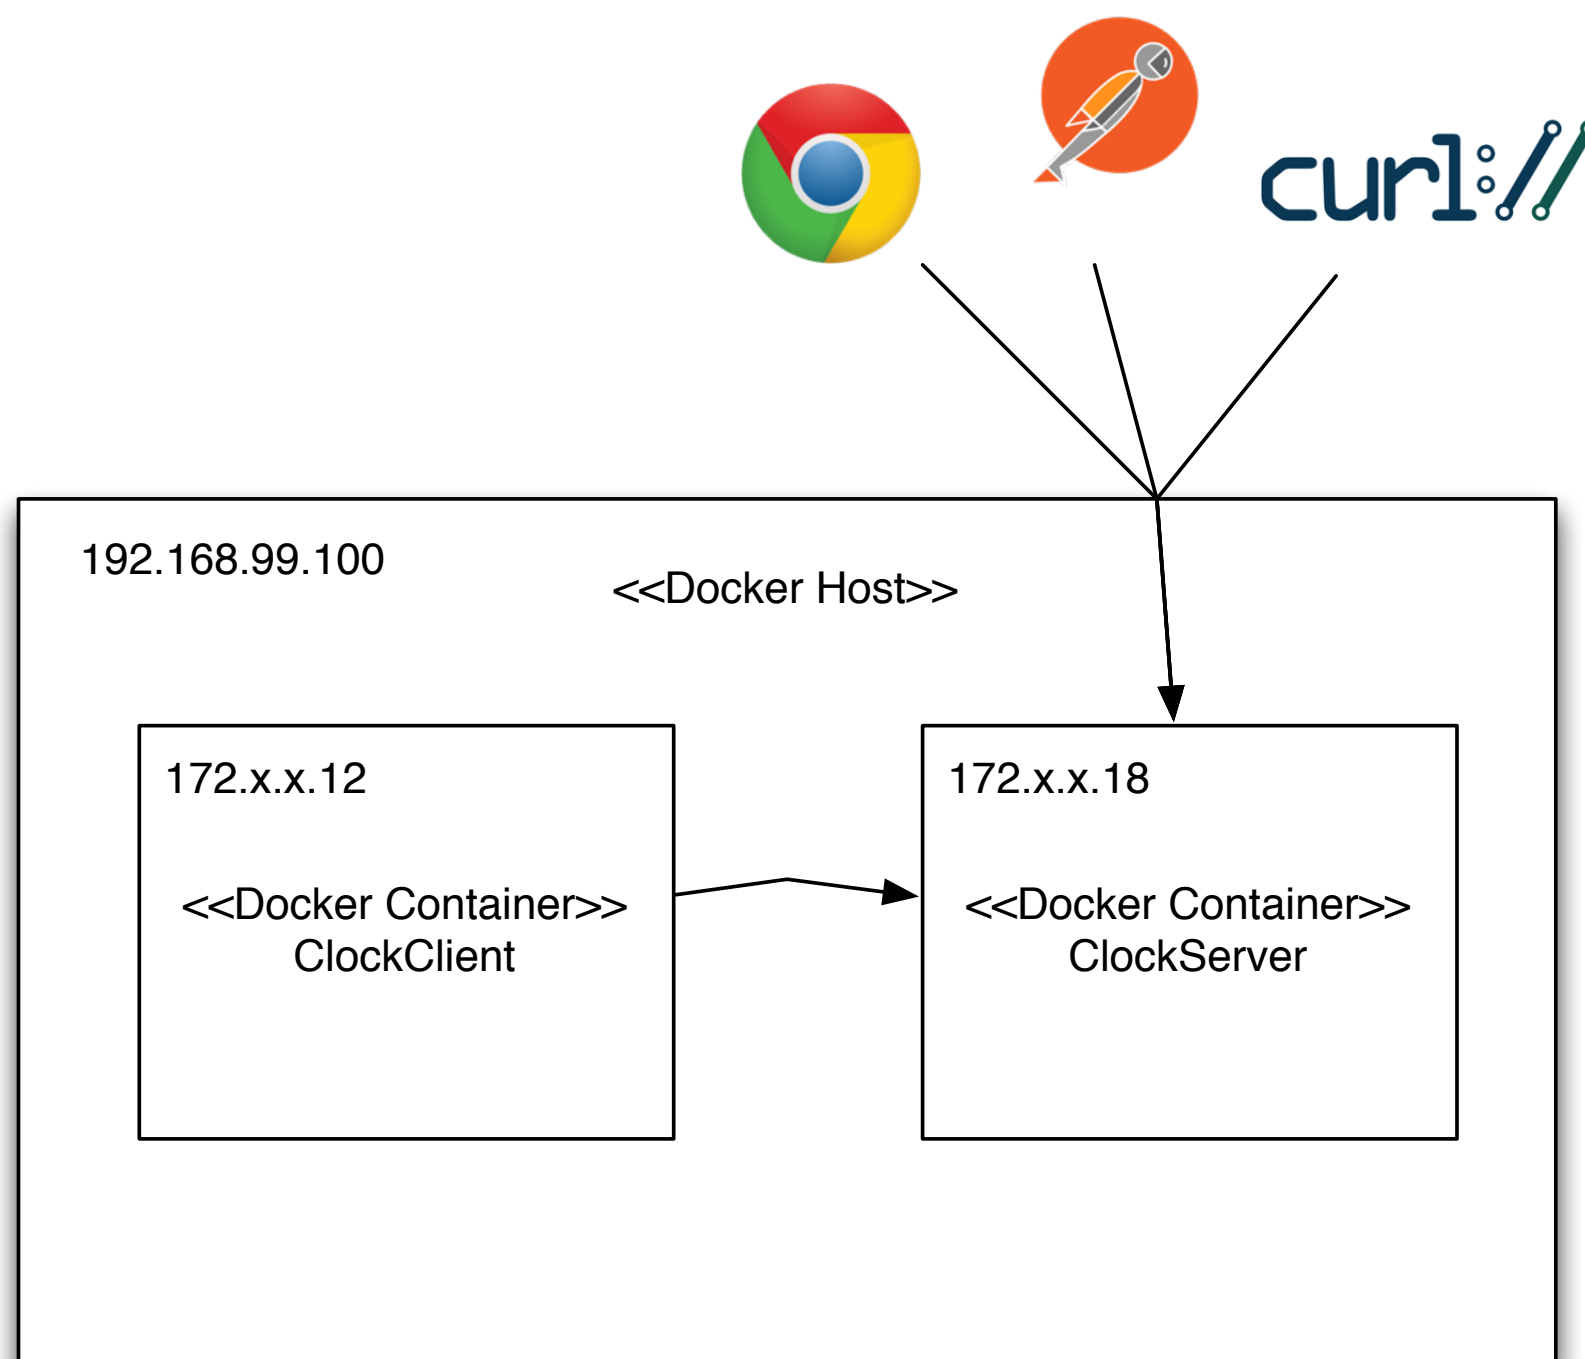 curl://
192.168.99.100
<<Docker Host>>
172.x.x.12
<<Docker Container>>
ClockClient
172.x.x.18
<<Docker Container>>
ClockServer